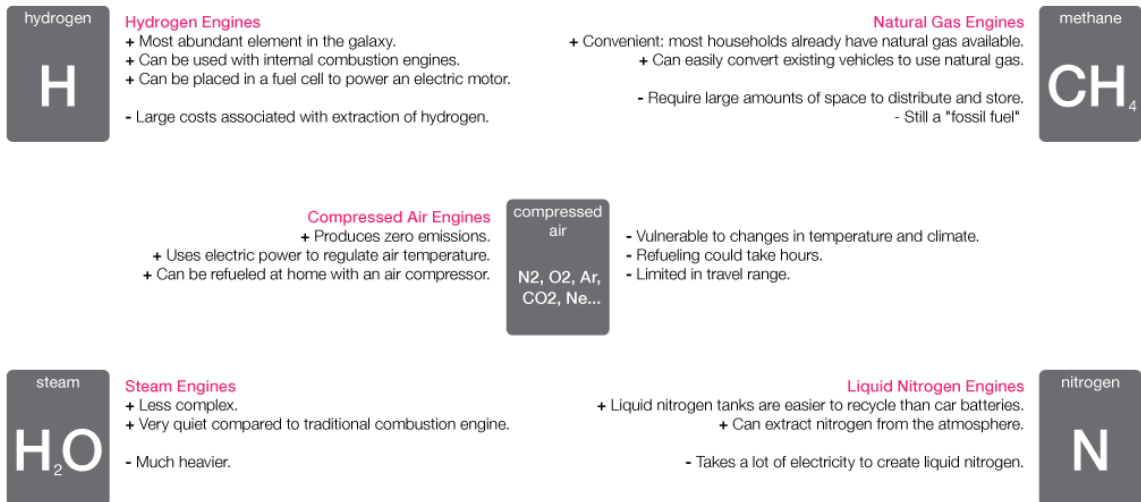 hydrogen
H
Hydrogen Engines
+ Most abundant element in the galaxy.
+ Can be used with internal combustion engines.
+ Can be placed in a fuel cell to power an electric motor.
- Large costs associated with extraction of hydrogen.
Natural Gas Engines
+ Convenient: most households already have natural gas available.
+ Can easily convert existing vehicles to use natural gas.
- Require large amounts of space to distribute and store.
- Still a "fossil fuel"
methane
CH₄
Compressed Air Engines
+ Produces zero emissions.
+ Uses electric power to regulate air temperature.
+ Can be refueled at home with an air compressor.
compressed
air
N2, O2, Ar,
CO2, Ne...
- Vulnerable to changes in temperature and climate.
- Refueling could take hours.
- Limited in travel range.
steam
H₂O
Steam Engines
+ Less complex.
+ Very quiet compared to traditional combustion engine.
- Much heavier.
Liquid Nitrogen Engines
+ Liquid nitrogen tanks are easier to recycle than car batteries.
+ Can extract nitrogen from the atmosphere.
- Takes a lot of electricity to create liquid nitrogen.
nitrogen
N